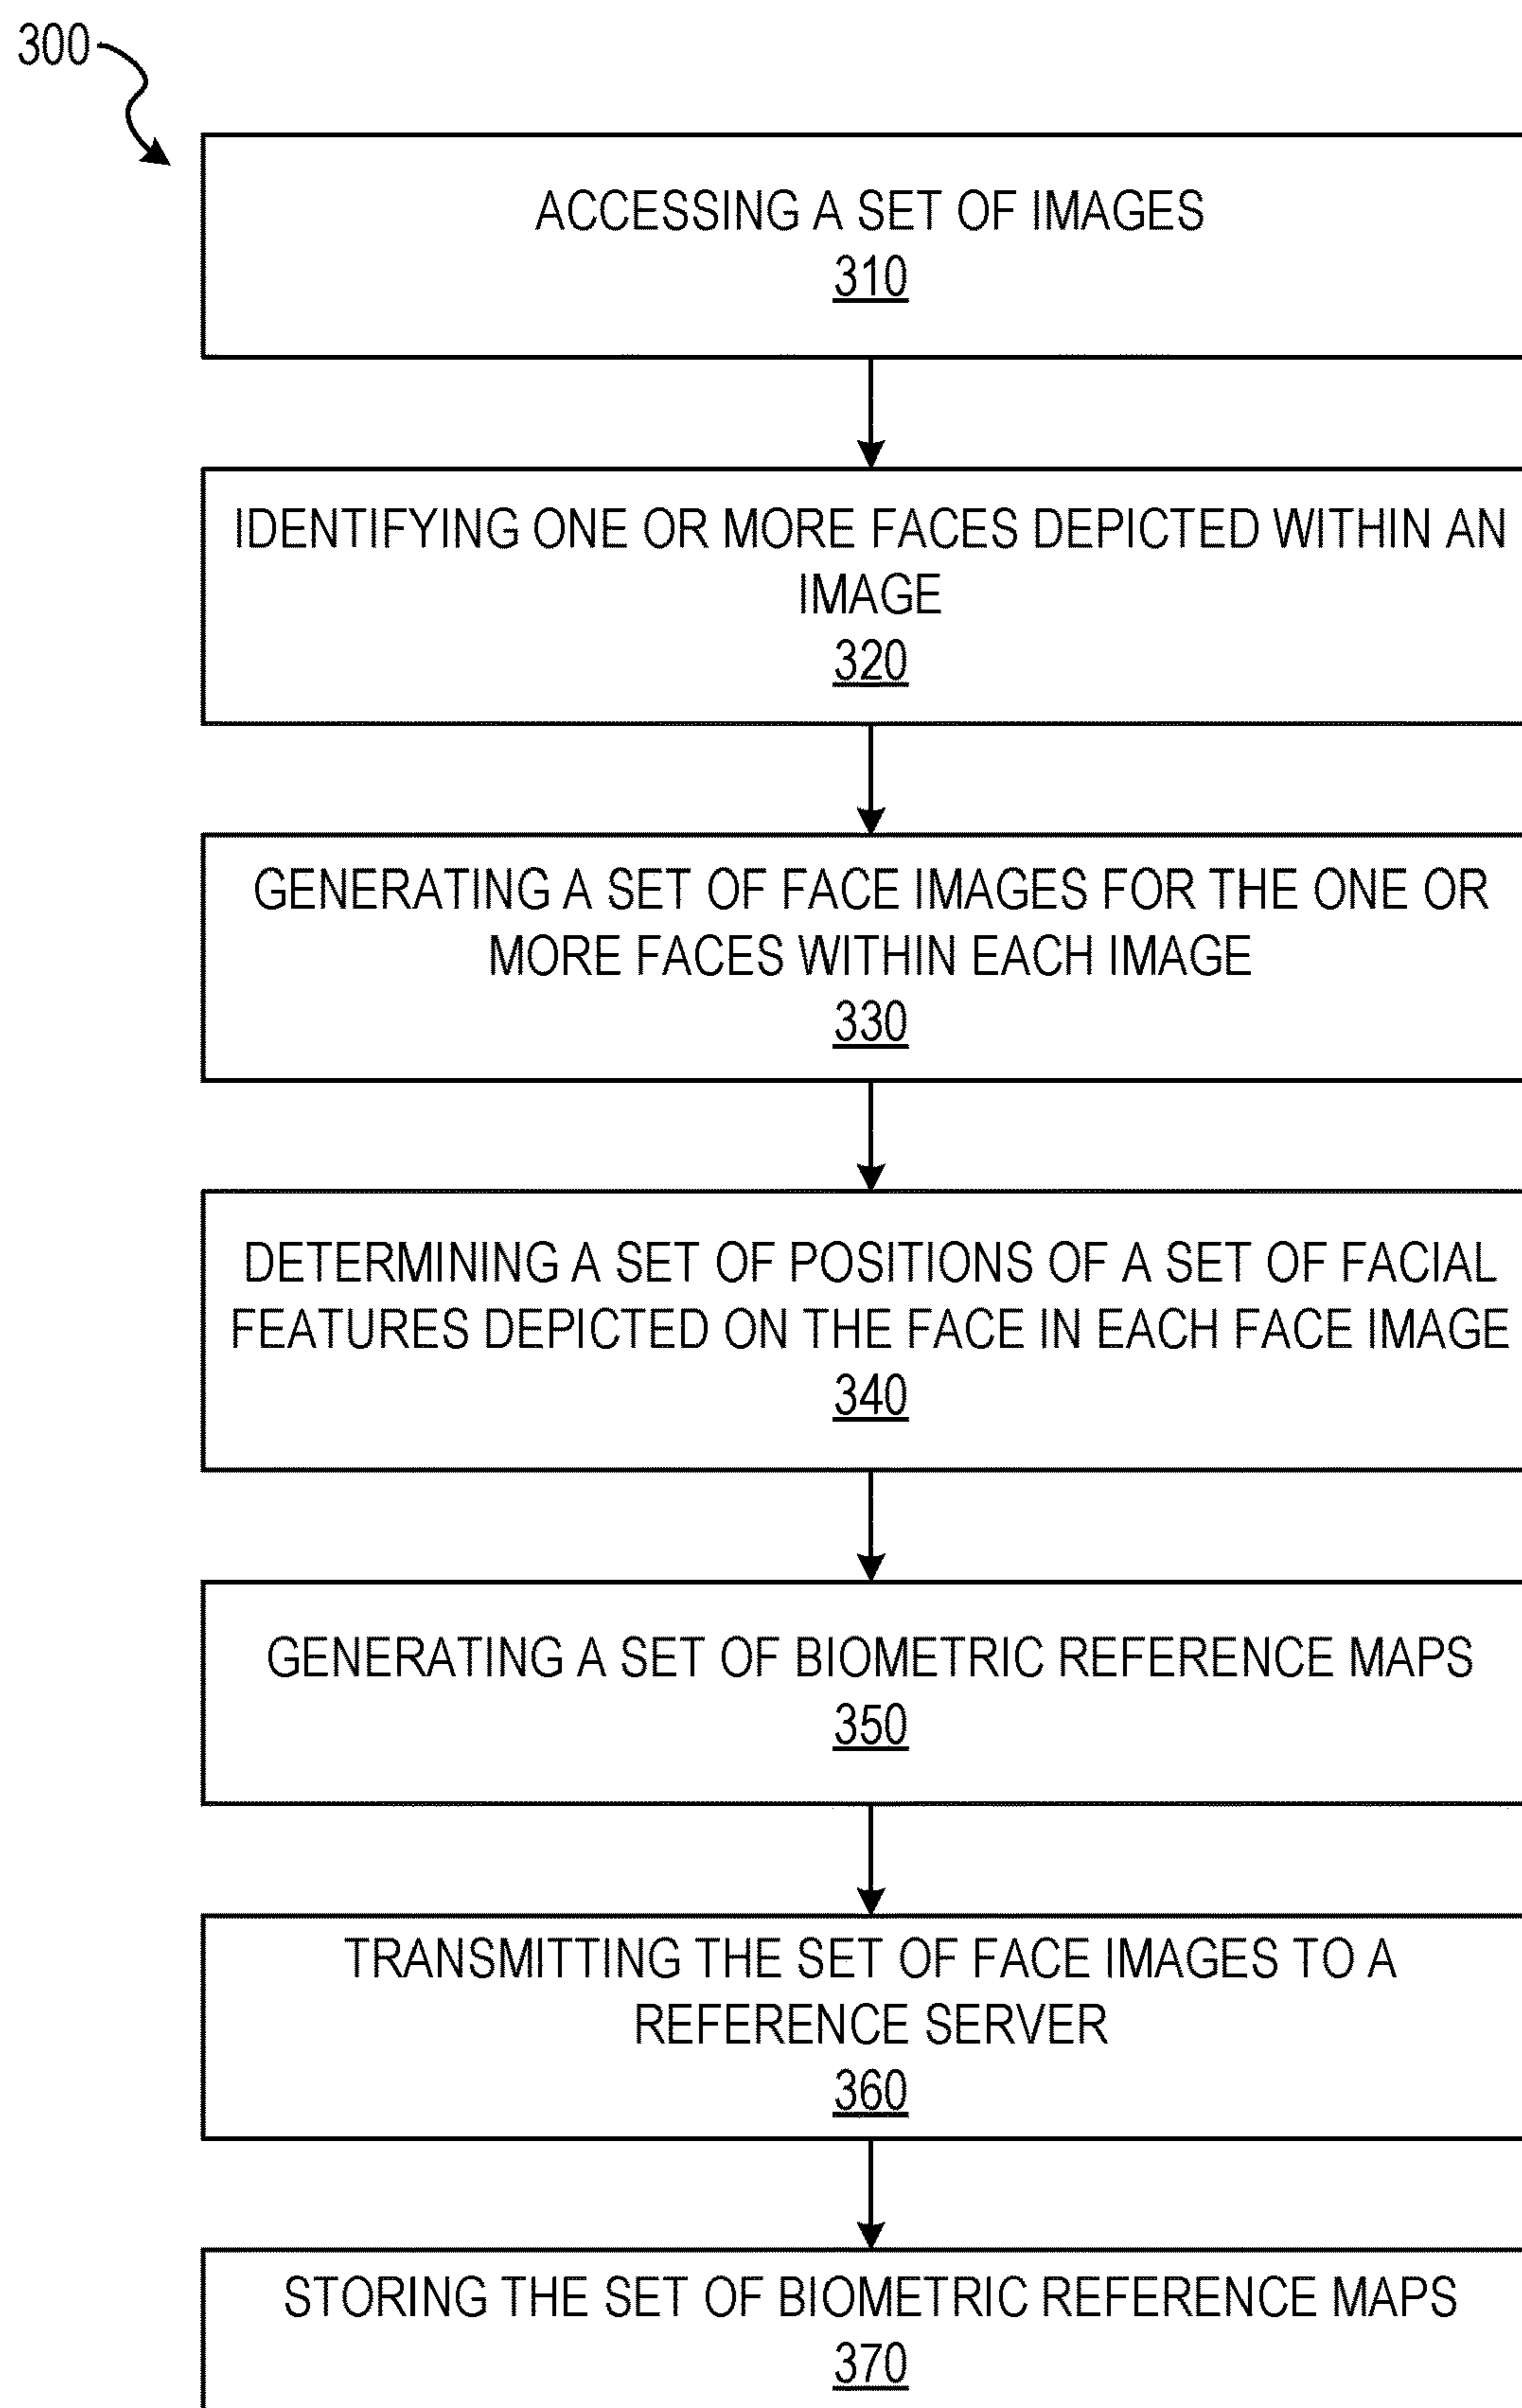 300
ACCESSING A SET OF IMAGES
310
IDENTIFYING ONE OR MORE FACES DEPICTED WITHIN AN
IMAGE
320
GENERATING A SET OF FACE IMAGES FOR THE ONE OR
MORE FACES WITHIN EACH IMAGE
330
DETERMINING A SET OF POSITIONS OF A SET OF FACIAL
FEATURES DEPICTED ON THE FACE IN EACH FACE IMAGE
340
GENERATING A SET OF BIOMETRIC REFERENCE MAPS
350
TRANSMITTING THE SET OF FACE IMAGES TO A
REFERENCE SERVER
360
STORING THE SET OF BIOMETRIC REFERENCE MAPS
370